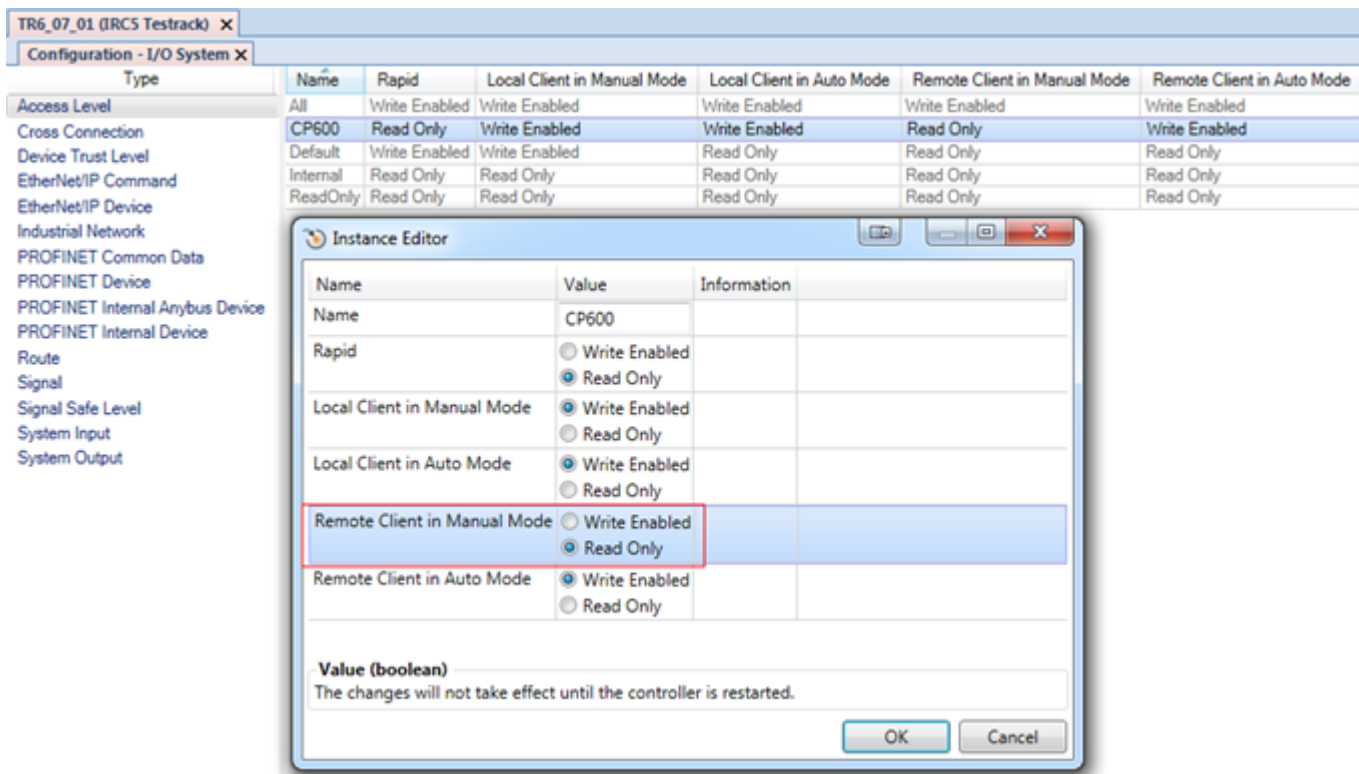 TR6_07_01 (IRC5 Testrack) X
Configuration - I/O System X
Type
Access Level
Cross Connection
Device Trust Level
EtherNet/IP Command
EtherNet/IP Device
Industrial Network
PROFINET Common Data
PROFINET Device
PROFINET Internal Anybus Device
PROFINET Internal Device
Route
Signal
Signal Safe Level
System Input
System Output
Name Rapid Local Client in Manual Mode Local Client in Auto Mode Remote Client in Manual Mode Remote Client in Auto Mode
All Write Enabled Write Enabled Write Enabled Write Enabled Write Enabled
CP600 Read Only Write Enabled Write Enabled Read Only Write Enabled
Default Write Enabled Write Enabled Read Only Read Only Read Only
Internal Read Only Read Only Read Only Read Only Read Only
ReadOnly Read Only Read Only Read Only Read Only Read Only
Instance Editor
Name Value Information
Name CP600
Rapid Write Enabled
Read Only
Local Client in Manual Mode Write Enabled
Read Only
Local Client in Auto Mode Write Enabled
Read Only
Remote Client in Manual Mode Write Enabled
Read Only
Remote Client in Auto Mode Write Enabled
Read Only
Value (boolean)
The changes will not take effect until the controller is restarted.
OK Cancel